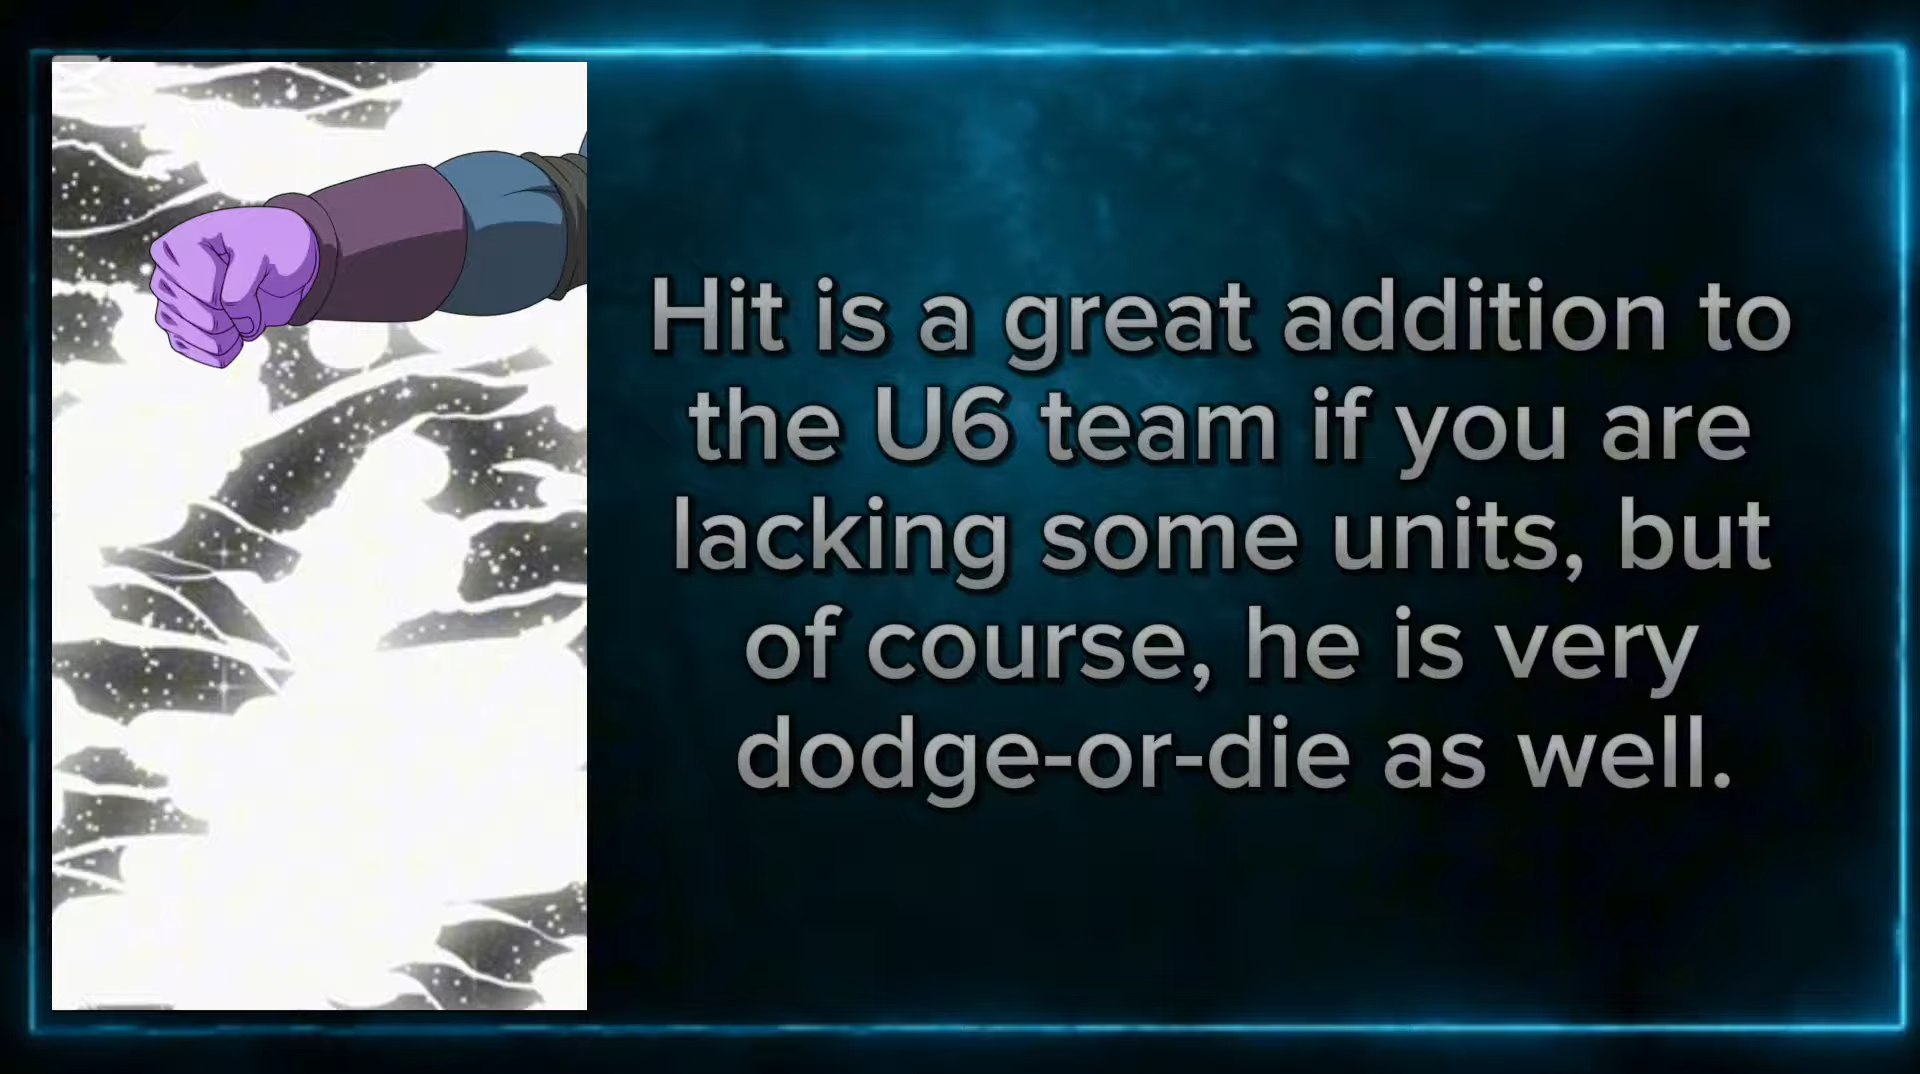 Hit is a great addition to
the U6 team if you are
lacking some units, but
of course, he is very
dodge-or-die as well.